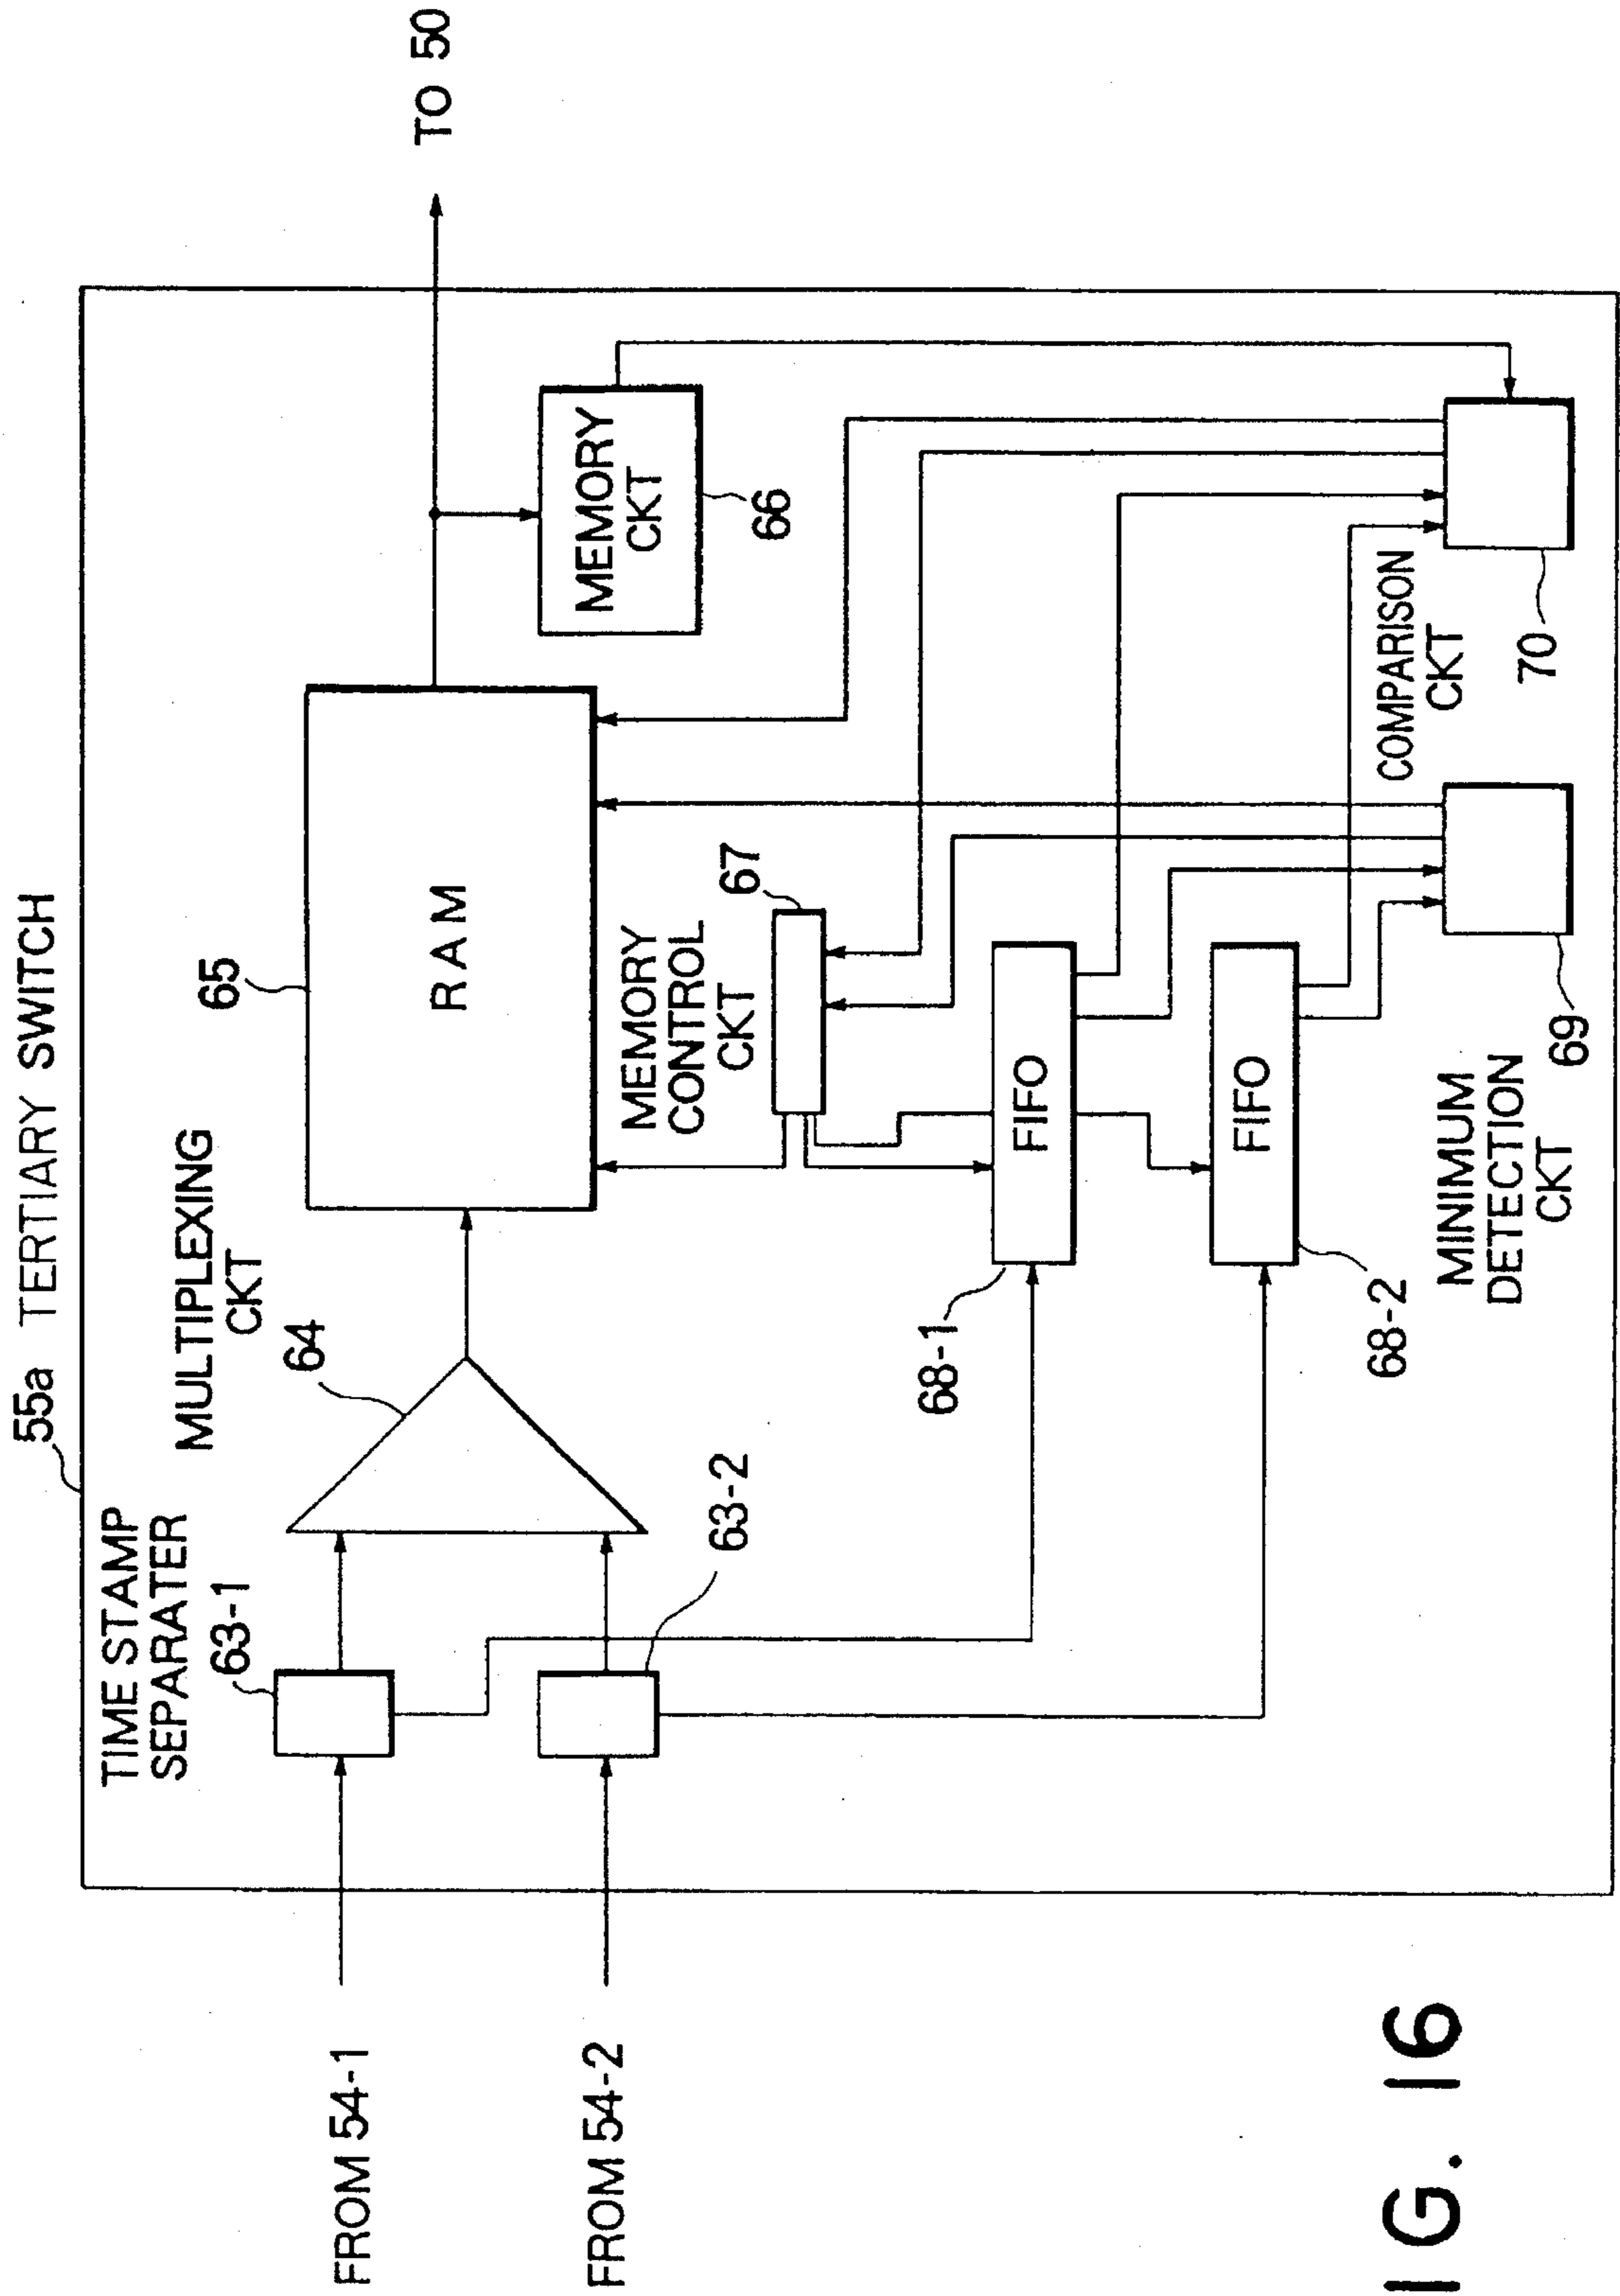 55a TERTIARY SWITCH
TIME STAMP
SEPARATER
63-1
MULTIPLEXING
CKT
64
63-2
65
RAM
TO 50
MEMORY
CKT
66
MEMORY
CONTROL
CKT
67
FROM 54-1
FROM 54-2
68-1
FIFO
FIFO
68-2
MINIMUM
DETECTION
CKT
69
COMPARISON
CKT
70
IG. 16